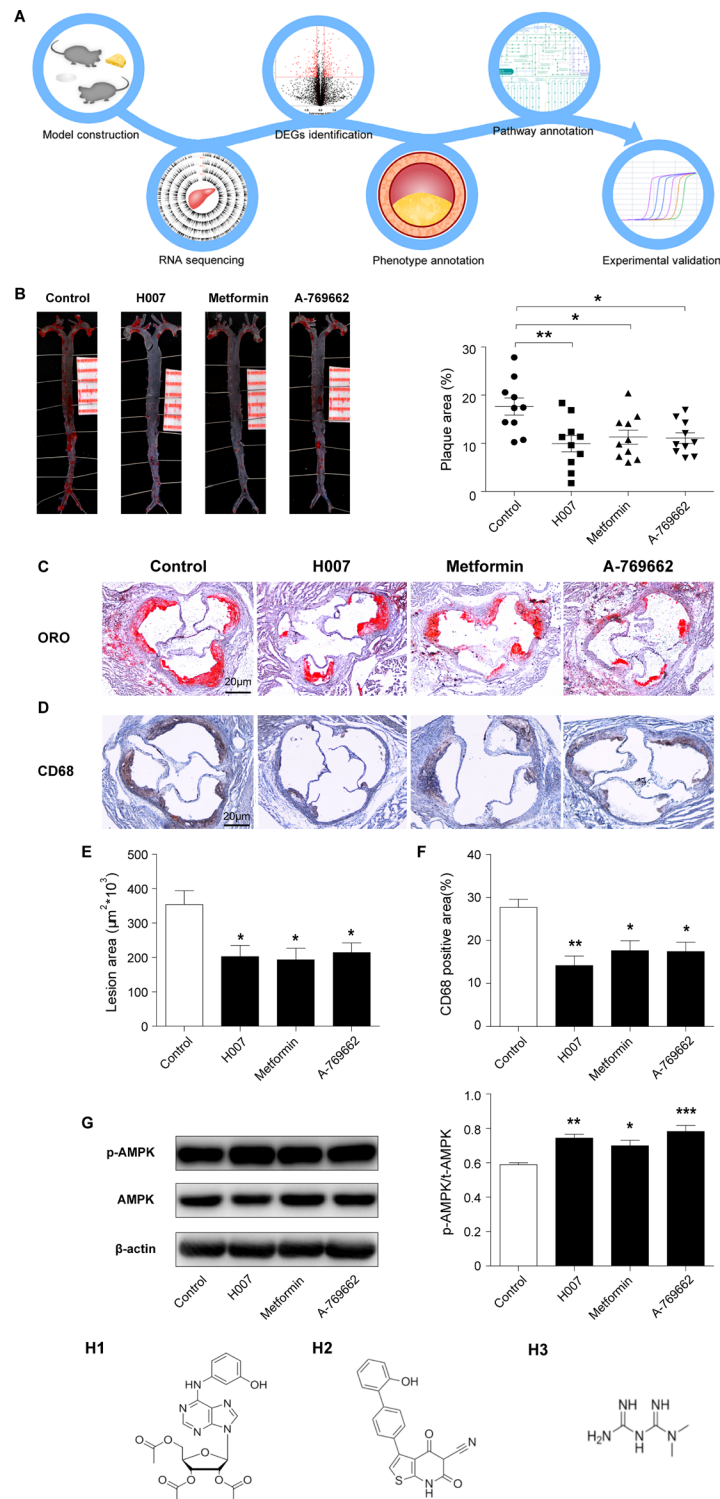 A
Model construction
DEGs identification
Pathway annotation
RNA sequencing
Phenotype annotation
Experimental validation
B
Control
H007
Metformin
A-769662
*
*
**
Plaque area (%)
30
20
10
0
Control
H007
Metformin
A-769662
C
Control
H007
Metformin
A-769662
ORO
20μm
D
CD68
20μm
E
Lesion area (μm²*10³)
500
400
300
200
100
0
*
*
*
Control
H007
Metformin
A-769662
F
CD68 positive area(%)
40
30
20
10
0
**
*
*
Control
H007
Metformin
A-769662
G
p-AMPK
AMPK
β-actin
Control
H007
Metformin
A-769662
p-AMPK/t-AMPK
1.0
0.8
0.6
0.4
0.2
0
**
*
***
Control
H007
Metformin
A-769662
H1
H2
H3
OH
NH
N
N
N
N
O
O
O
O
O
O
O
OH
O
N
S
N
H
O
NH
NH
H₂N
N
H
N